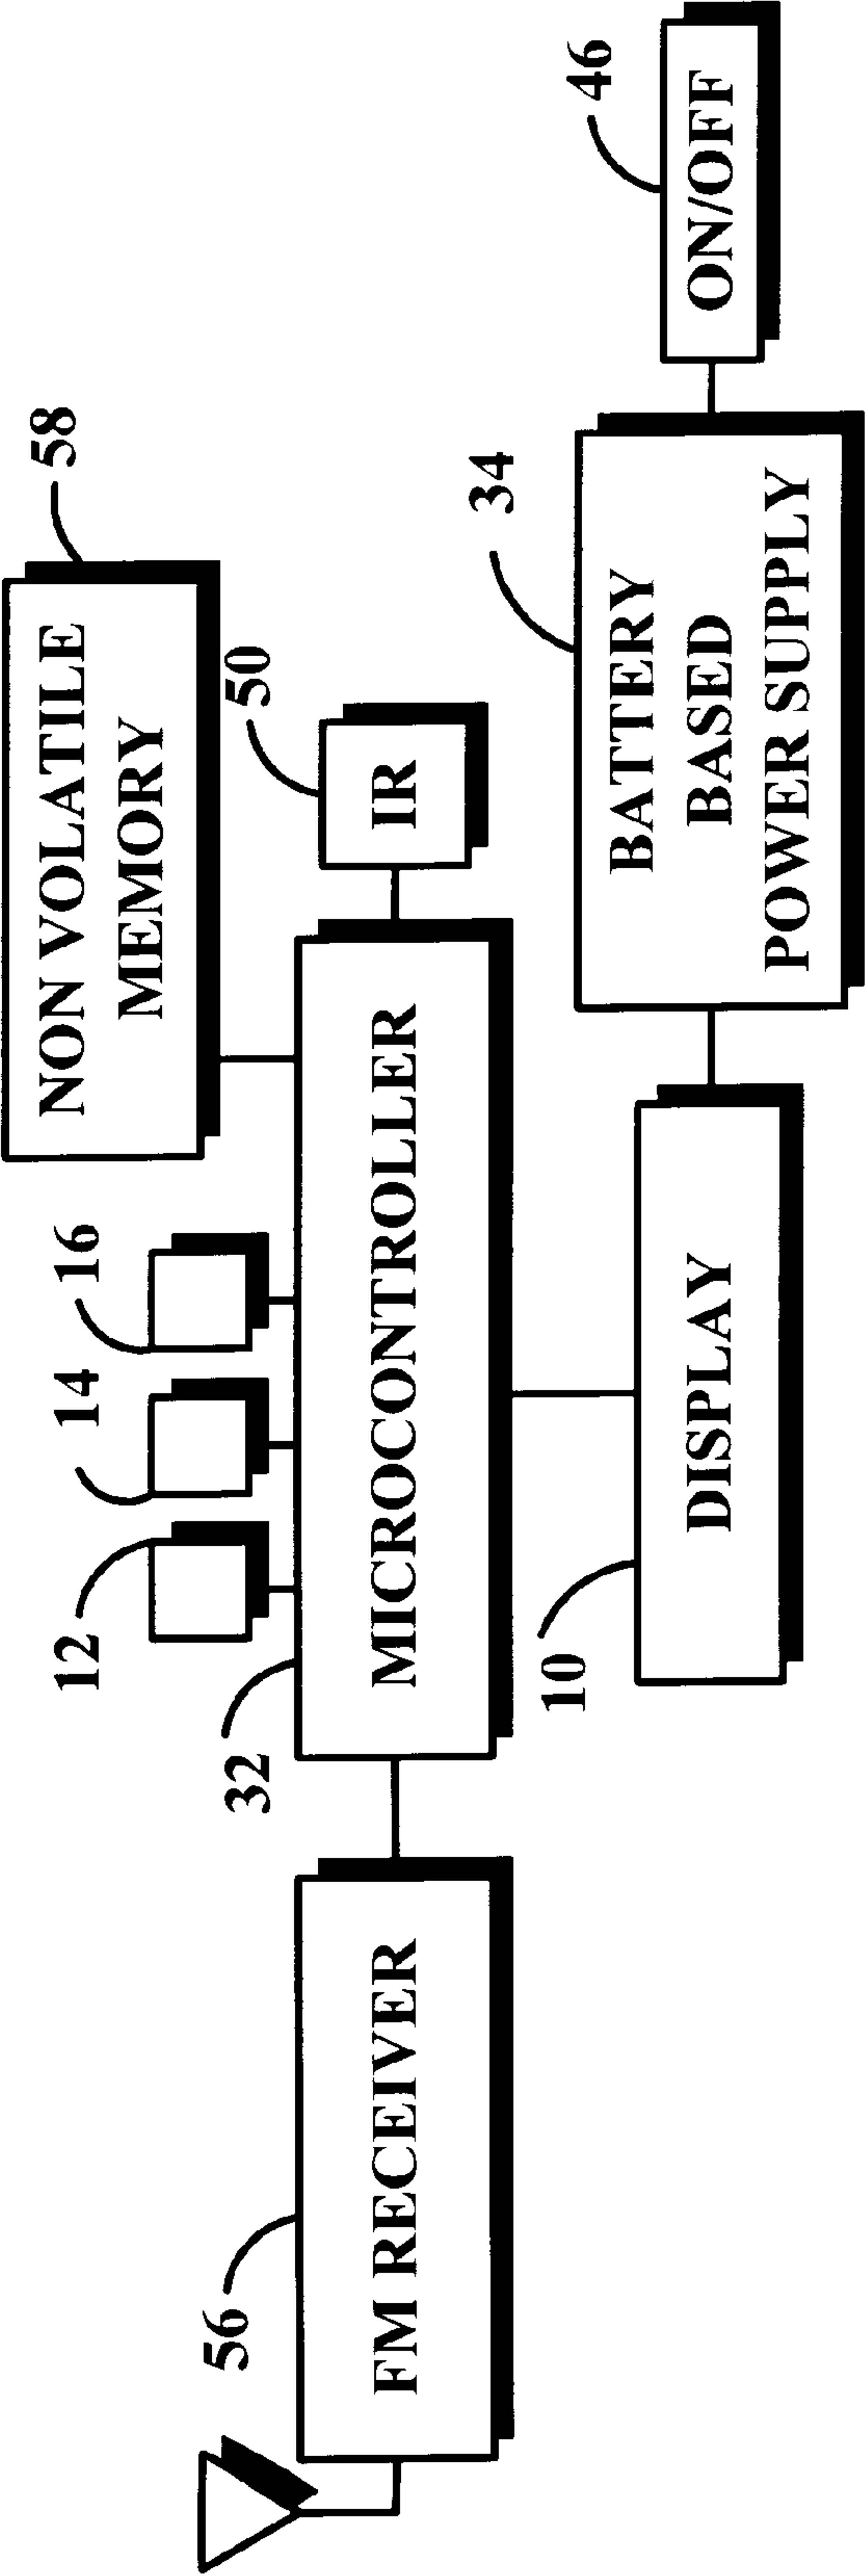 NON VOLATILE
MEMORY
58
12
14
16
50
32
MICROCONTROLLER
IR
56
FM RECEIVER
34
46
10
DISPLAY
BATTERY
BASED
POWER SUPPLY
ON/OFF